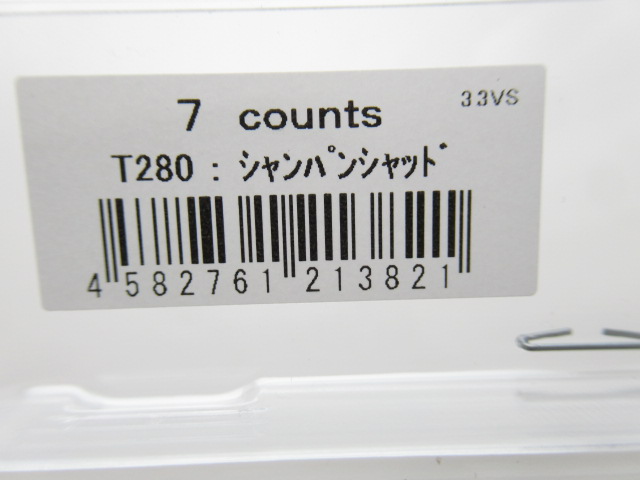 7 counts
33VS
T280 : ｼｬﾝﾊﾟﾝｼｬｯﾄﾞ
4 582761 213821